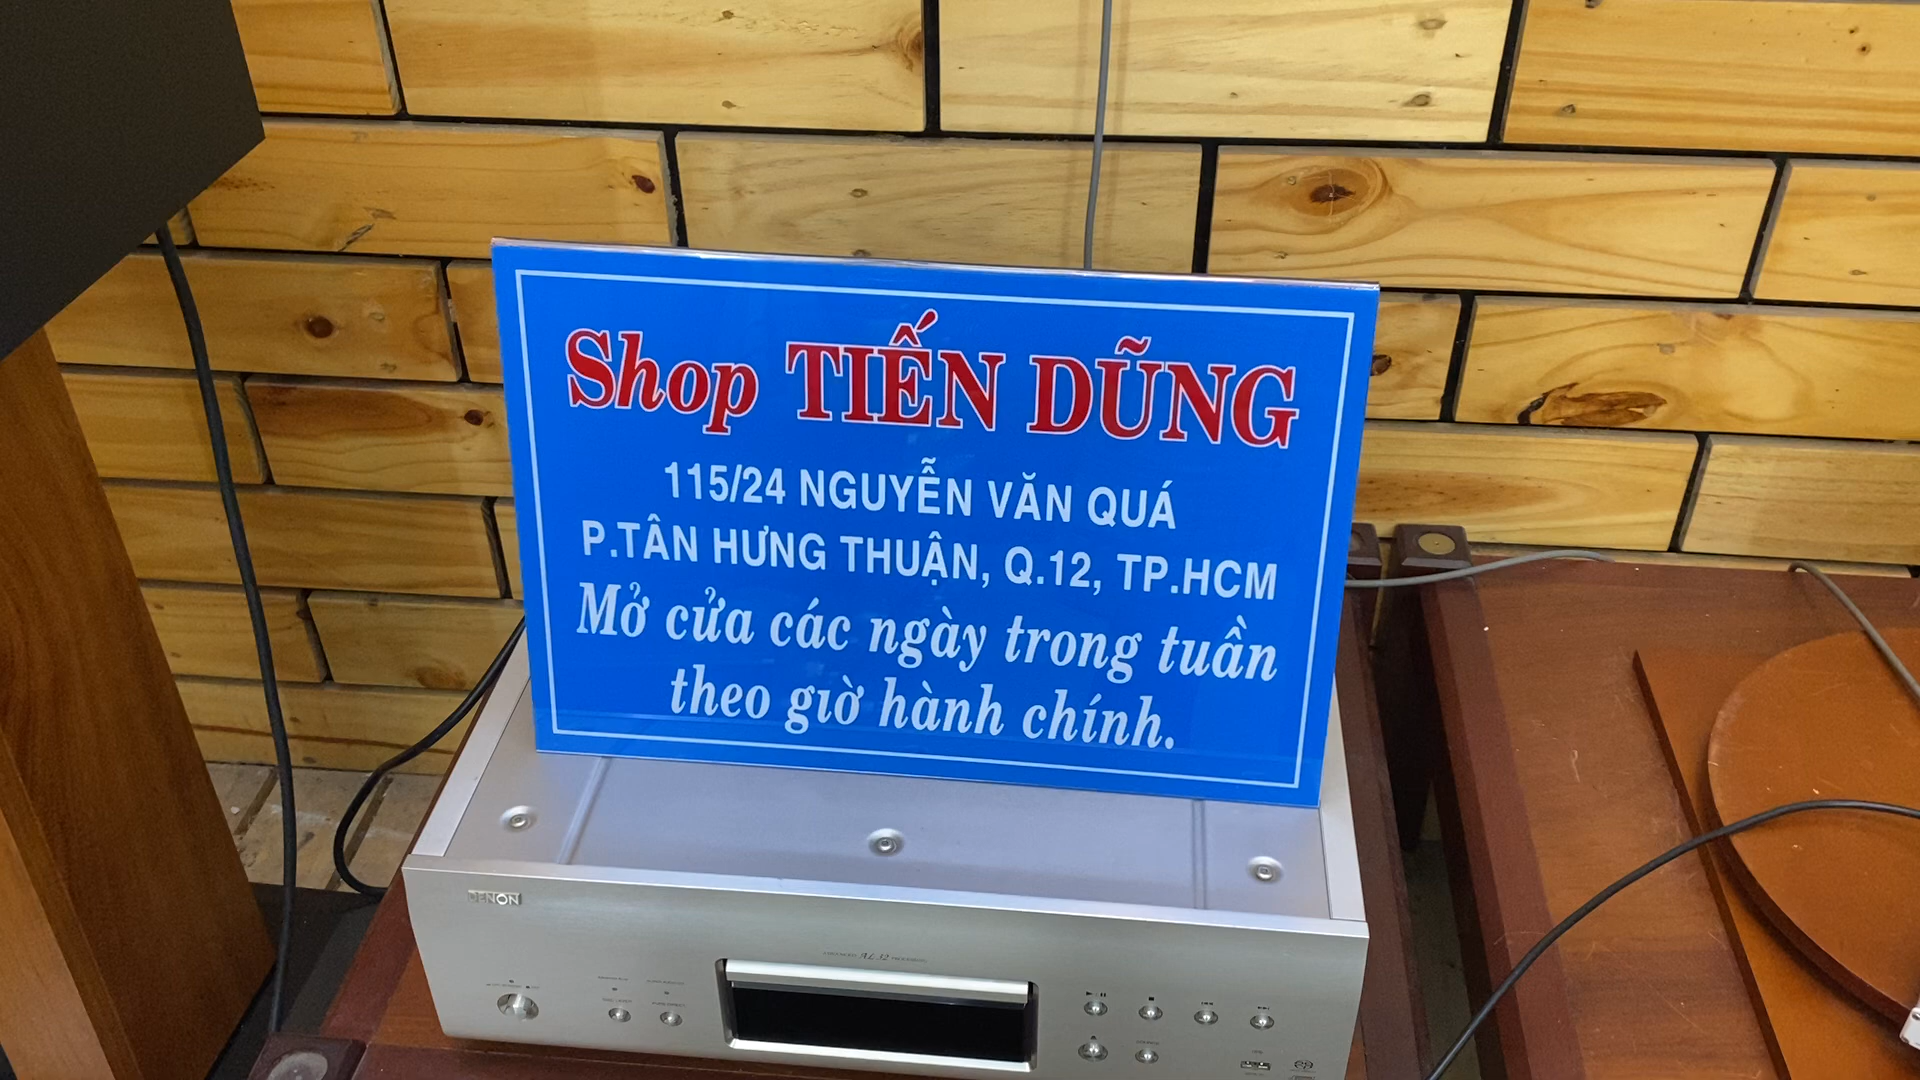 Shop TIẾN DŨNG
115/24 NGUYỄN VĂN QUÁ
P.TÂN HƯNG THUẬN, Q.12, TP.HCM
Mở cửa các ngày trong tuần
theo giờ hành chính.
DENON
AL32